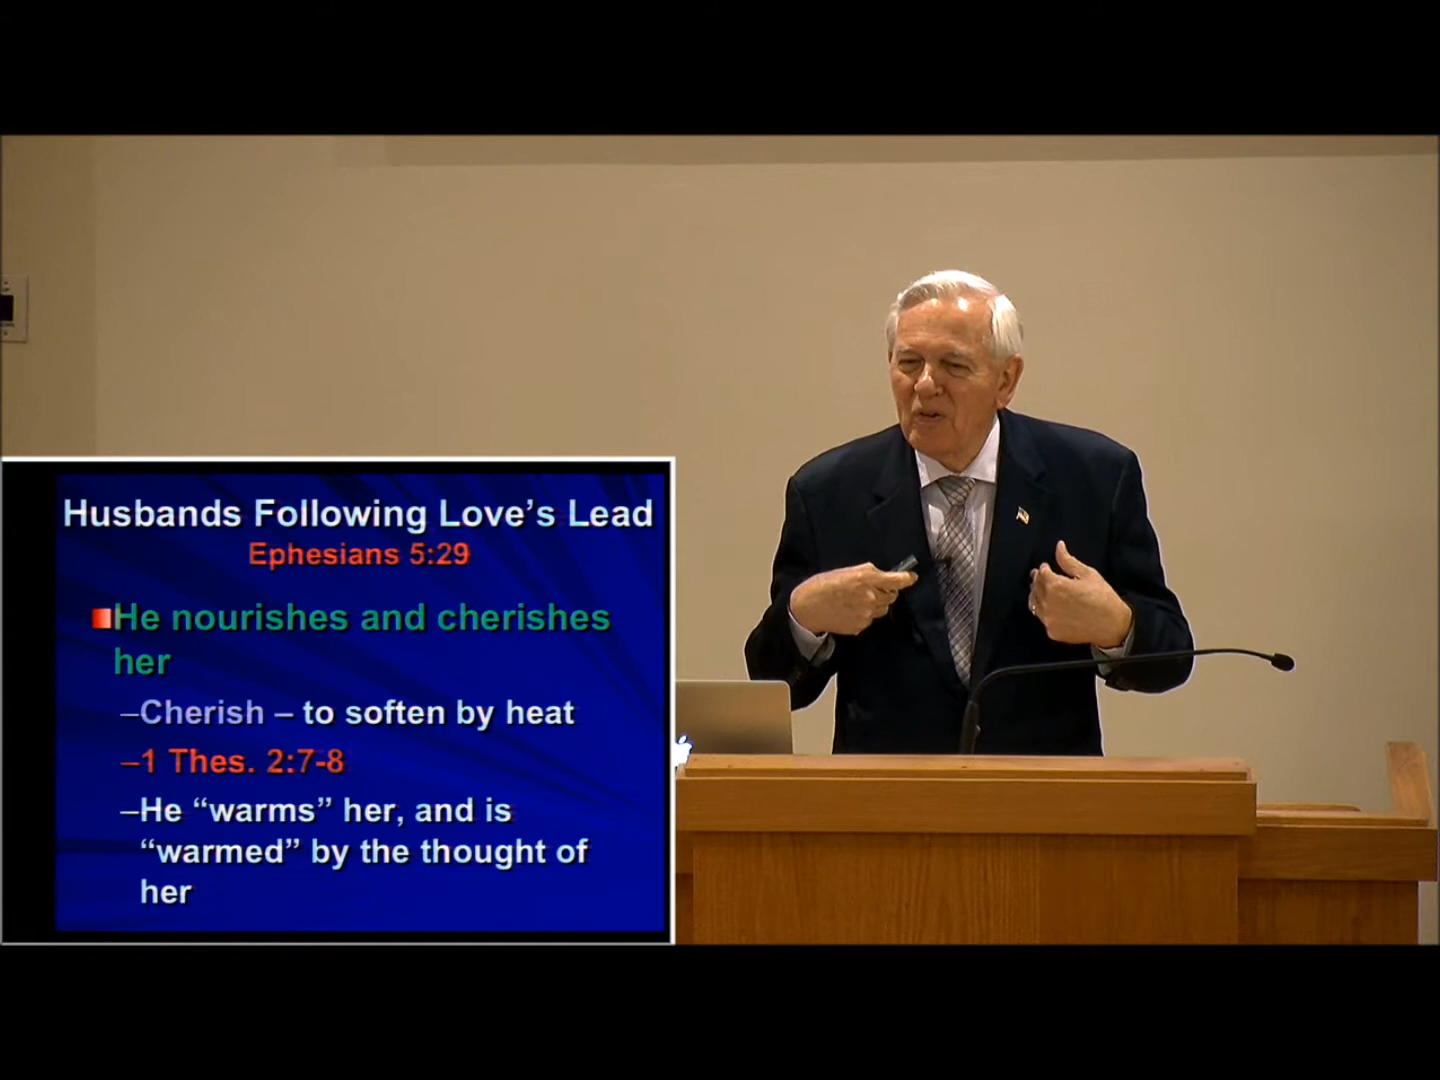 Husbands Following Love’s Lead
Ephesians 5:29
He nourishes and cherishes
her
–Cherish – to soften by heat
–1 Thes. 2:7-8
–He “warms” her, and is
“warmed” by the thought of
her